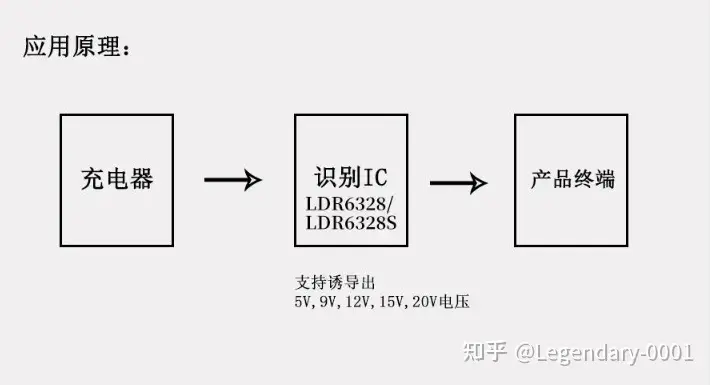 应用原理：
充电器
识别IC
LDR6328/
LDR6328S
产品终端
支持诱导出
5V,9V,12V,15V,20V电压
知乎 @Legendary-0001